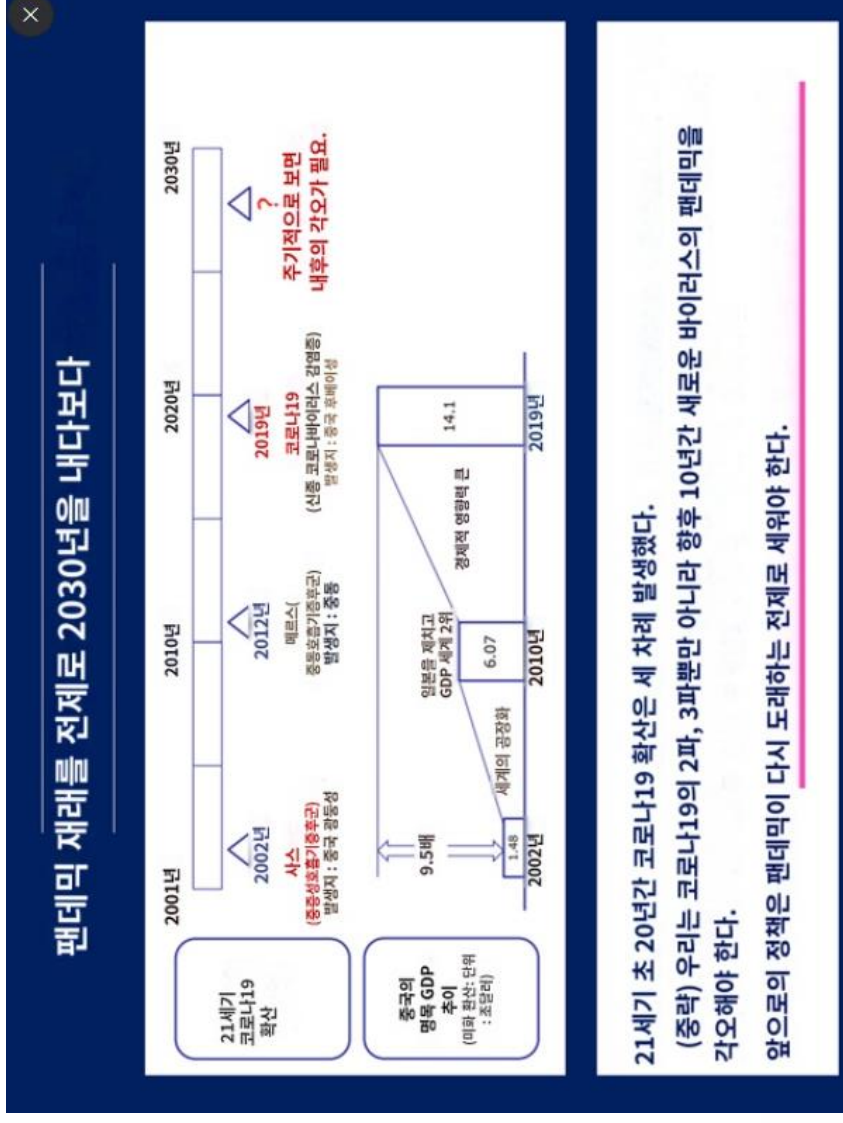 팬데믹 재래를 전제로 2030년을 내다보다
21세기
코로나19
확산
2001년
2010년
2020년
2030년
2002년
사스
(중증성호흡기증후군)
발생지 : 중국 광둥성
2012년
메르스(
중동호흡기증후군)
발생지 : 중동
2019년
코로나19
(신종 코로나바이러스 감염증)
발생지 : 중국 후베이성
?
주기적으로 보면
내후의 각오가 필요.
중국의
명목 GDP
추이
(미화 환산: 단위
: 조달러)
9.5배
1.48
2002년
세계의 공장화
일본을 제치고
GDP 세계 2위
6.07
2010년
경제적 영향력 큰
14.1
2019년
21세기 초 20년간 코로나19 확산은 세 차례 발생했다.
(중략) 우리는 코로나19의 2파, 3파뿐만 아니라 향후 10년간 새로운 바이러스의 팬데믹을
각오해야 한다.
앞으로의 정책은 팬데믹이 다시 도래하는 전제로 세워야 한다.